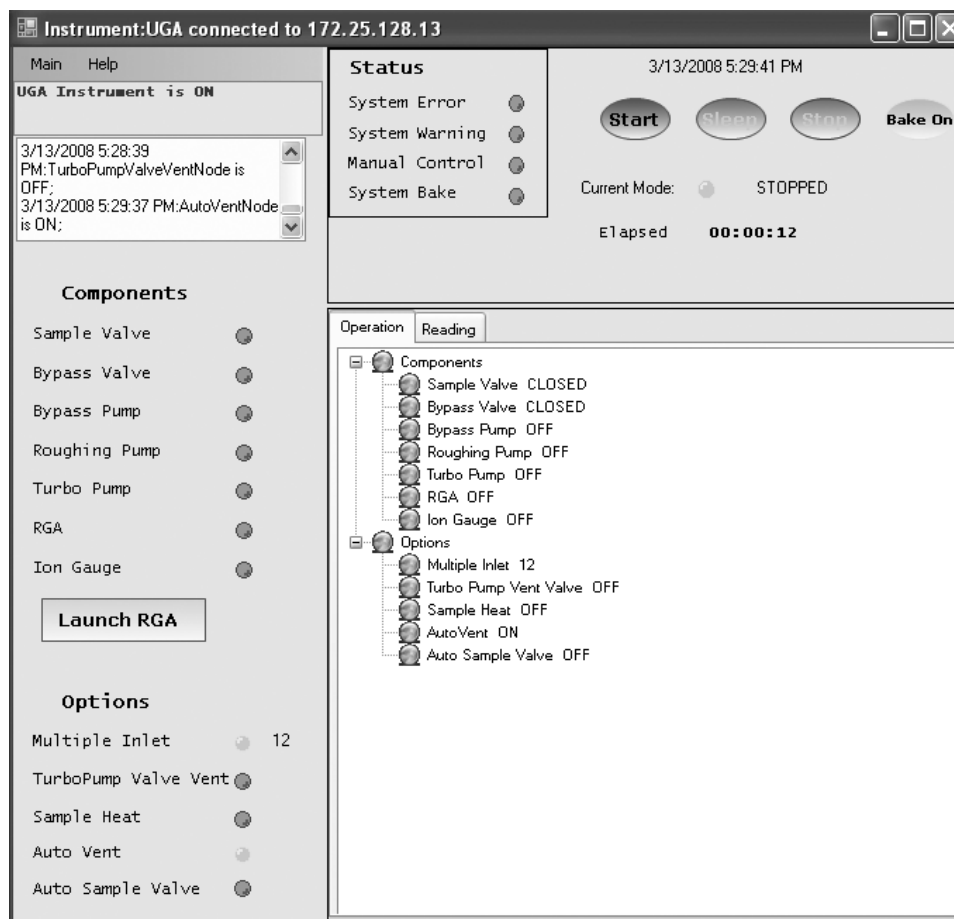 Instrument:UGA connected to 172.25.128.13
Main Help
UGA Instrument is ON
3/13/2008 5:28:39
PM:TurboPumpValveVentNode is
OFF;
3/13/2008 5:29:37 PM:AutoVentNode
is ON;
Components
Sample Valve
Bypass Valve
Bypass Pump
Roughing Pump
Turbo Pump
RGA
Ion Gauge
Launch RGA
Options
Multiple Inlet 12
TurboPump Valve Vent
Sample Heat
Auto Vent
Auto Sample Valve
Status
System Error
System Warning
Manual Control
System Bake
3/13/2008 5:29:41 PM
Start Sleep Stop Bake On
Current Mode: STOPPED
Elapsed 00:00:12
Operation Reading
Components
Sample Valve CLOSED
Bypass Valve CLOSED
Bypass Pump OFF
Roughing Pump OFF
Turbo Pump OFF
RGA OFF
Ion Gauge OFF
Options
Multiple Inlet 12
Turbo Pump Vent Valve OFF
Sample Heat OFF
AutoVent ON
Auto Sample Valve OFF